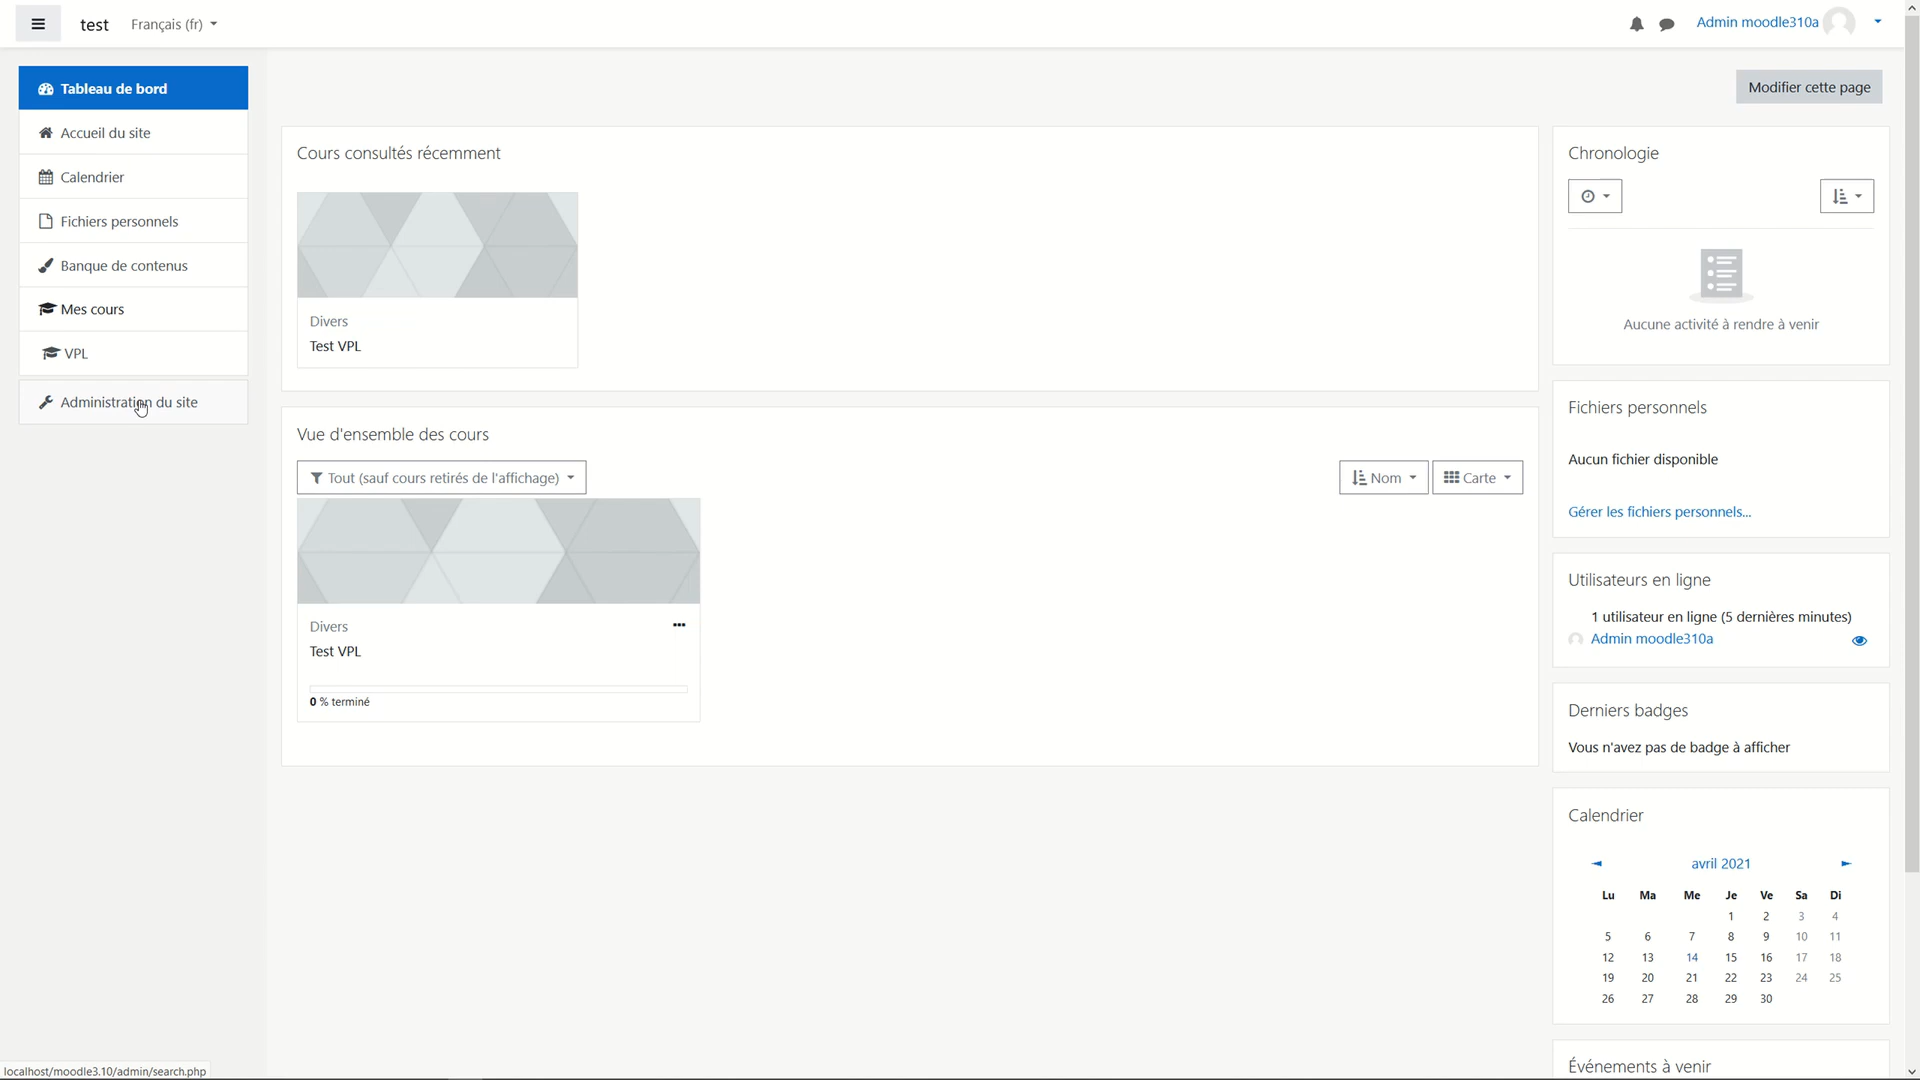 test
Français (fr)
Admin moodle310a
Tableau de bord
Accueil du site
Calendrier
Fichiers personnels
Banque de contenus
Mes cours
VPL
Administration du site
Modifier cette page
Cours consultés récemment
Divers
Test VPL
Vue d'ensemble des cours
Tout (sauf cours retirés de l'affichage)
Nom
Carte
Divers
Test VPL
0 % terminé
Chronologie
Aucune activité à rendre à venir
Fichiers personnels
Aucun fichier disponible
Gérer les fichiers personnels...
Utilisateurs en ligne
1 utilisateur en ligne (5 dernières minutes)
Admin moodle310a
Derniers badges
Vous n'avez pas de badge à afficher
Calendrier
avril 2021
Lu Ma Me Je Ve Sa Di
1 2 3 4
5 6 7 8 9 10 11
12 13 14 15 16 17 18
19 20 21 22 23 24 25
26 27 28 29 30
Événements à venir
localhost/moodle3.10/admin/search.php